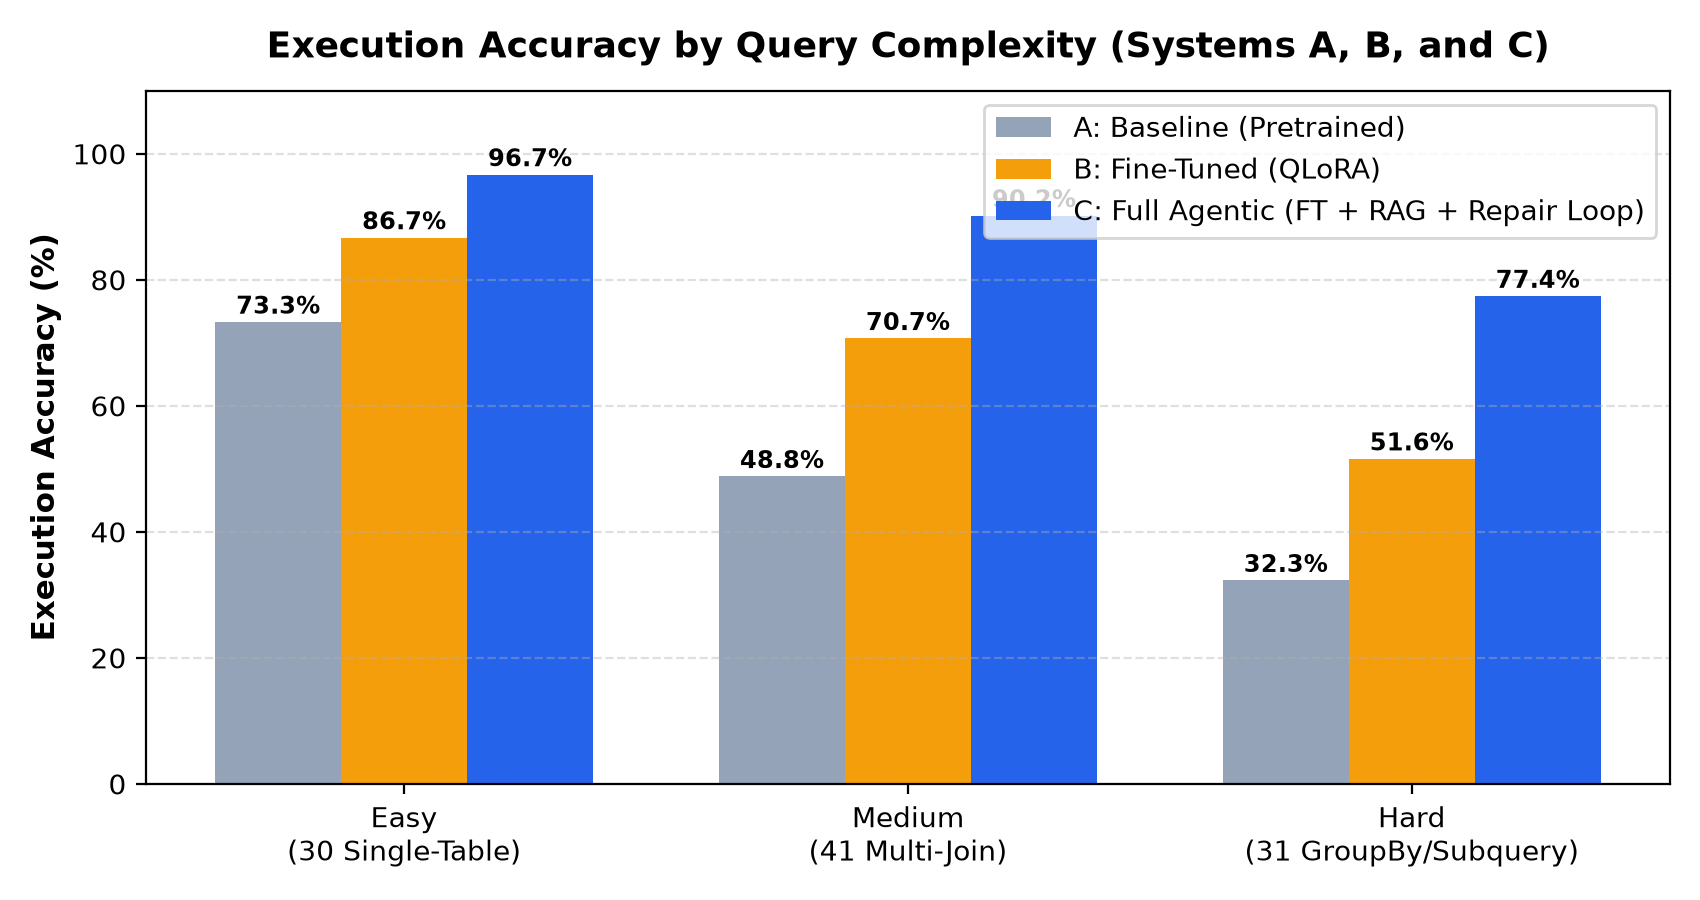 Execution Accuracy by Query Complexity (Systems A, B, and C)
Execution Accuracy (%)
100
80
60
40
20
0
A: Baseline (Pretrained)
B: Fine-Tuned (QLoRA)
C: Full Agentic (FT + RAG + Repair Loop)
73.3%
86.7%
96.7%
48.8%
70.7%
90.2%
32.3%
51.6%
77.4%
Easy
(30 Single-Table)
Medium
(41 Multi-Join)
Hard
(31 GroupBy/Subquery)